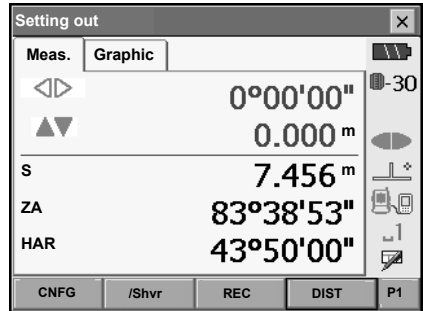 Setting out
Meas. Graphic
0°00'00" -30
0.000 m
S 7.456 m
ZA 83°38'53"
HAR 43°50'00" 1
CNFG /Shvr REC DIST P1